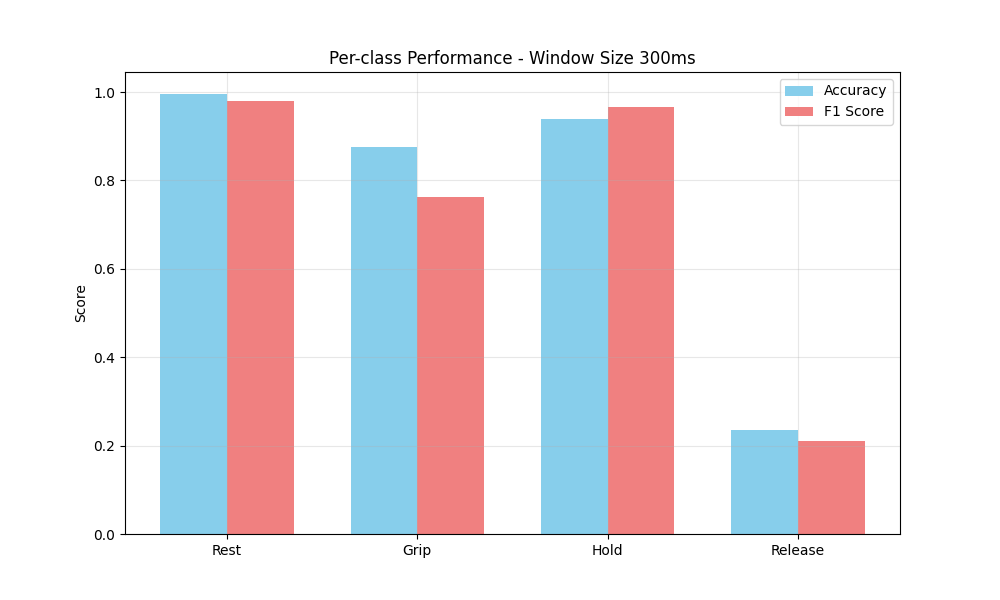 Per-class Performance - Window Size 300ms
Accuracy
F1 Score
1.0
0.8
0.6
0.4
0.2
0.0
Score
Rest Grip Hold Release